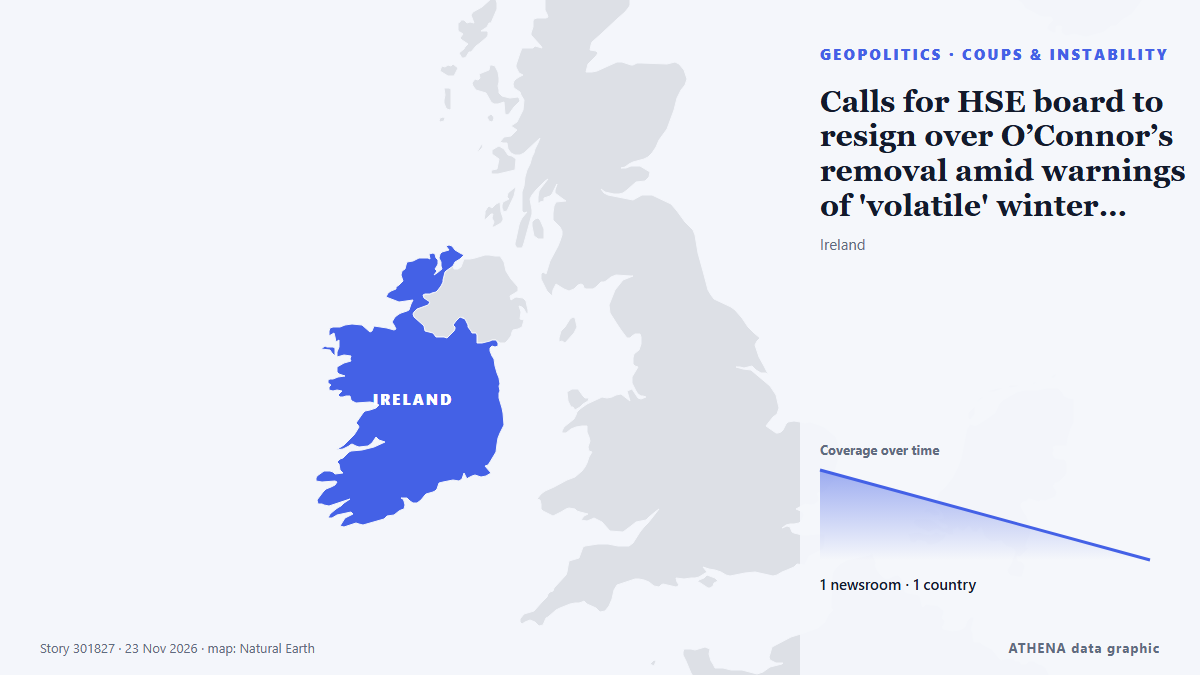 GEOPOLITICS · COUPS & INSTABILITY
Calls for HSE board to
resign over O’Connor’s
removal amid warnings
of 'volatile' winter…
Ireland
IRELAND
Coverage over time
1 newsroom · 1 country
Story 301827 · 23 Nov 2026 · map: Natural Earth
ATHENA data graphic